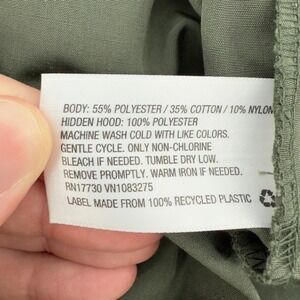 BODY: 55% POLYESTER / 35% COTTON / 10% NYLON
HIDDEN HOOD: 100% POLYESTER
MACHINE WASH COLD WITH LIKE COLORS.
GENTLE CYCLE. ONLY NON-CHLORINE
BLEACH IF NEEDED. TUMBLE DRY LOW.
REMOVE PROMPTLY. WARM IRON IF NEEDED.
RN17730 VN1083275
LABEL MADE FROM 100% RECYCLED PLASTIC